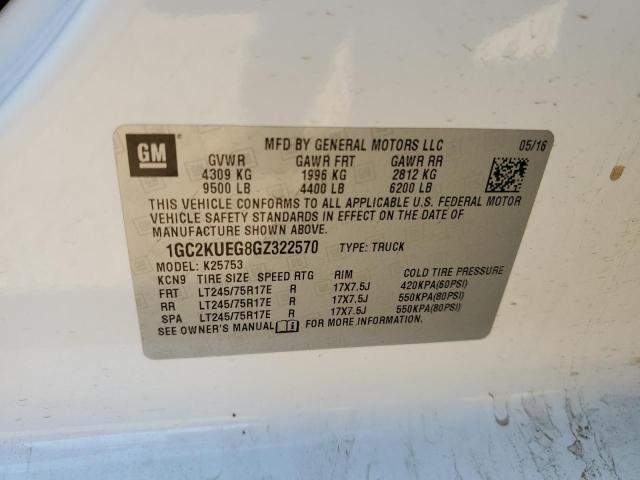 GM
MFD BY GENERAL MOTORS LLC 05/16
GVWR GAWR FRT GAWR RR
4309 KG 1996 KG 2812 KG
9500 LB 4400 LB 6200 LB
THIS VEHICLE CONFORMS TO ALL APPLICABLE U.S. FEDERAL MOTOR
VEHICLE SAFETY STANDARDS IN EFFECT ON THE DATE OF
MANUFACTURE SHOWN ABOVE.
1GC2KUEG8GZ322570 TYPE: TRUCK
MODEL: K25753
KCN9 TIRE SIZE SPEED RTG RIM COLD TIRE PRESSURE
FRT LT245/75R17E R 17X7.5J 420KPA(60PSI)
RR LT245/75R17E R 17X7.5J 550KPA(80PSI)
SPA LT245/75R17E R 17X7.5J 550KPA(80PSI)
SEE OWNER'S MANUAL FOR MORE INFORMATION.